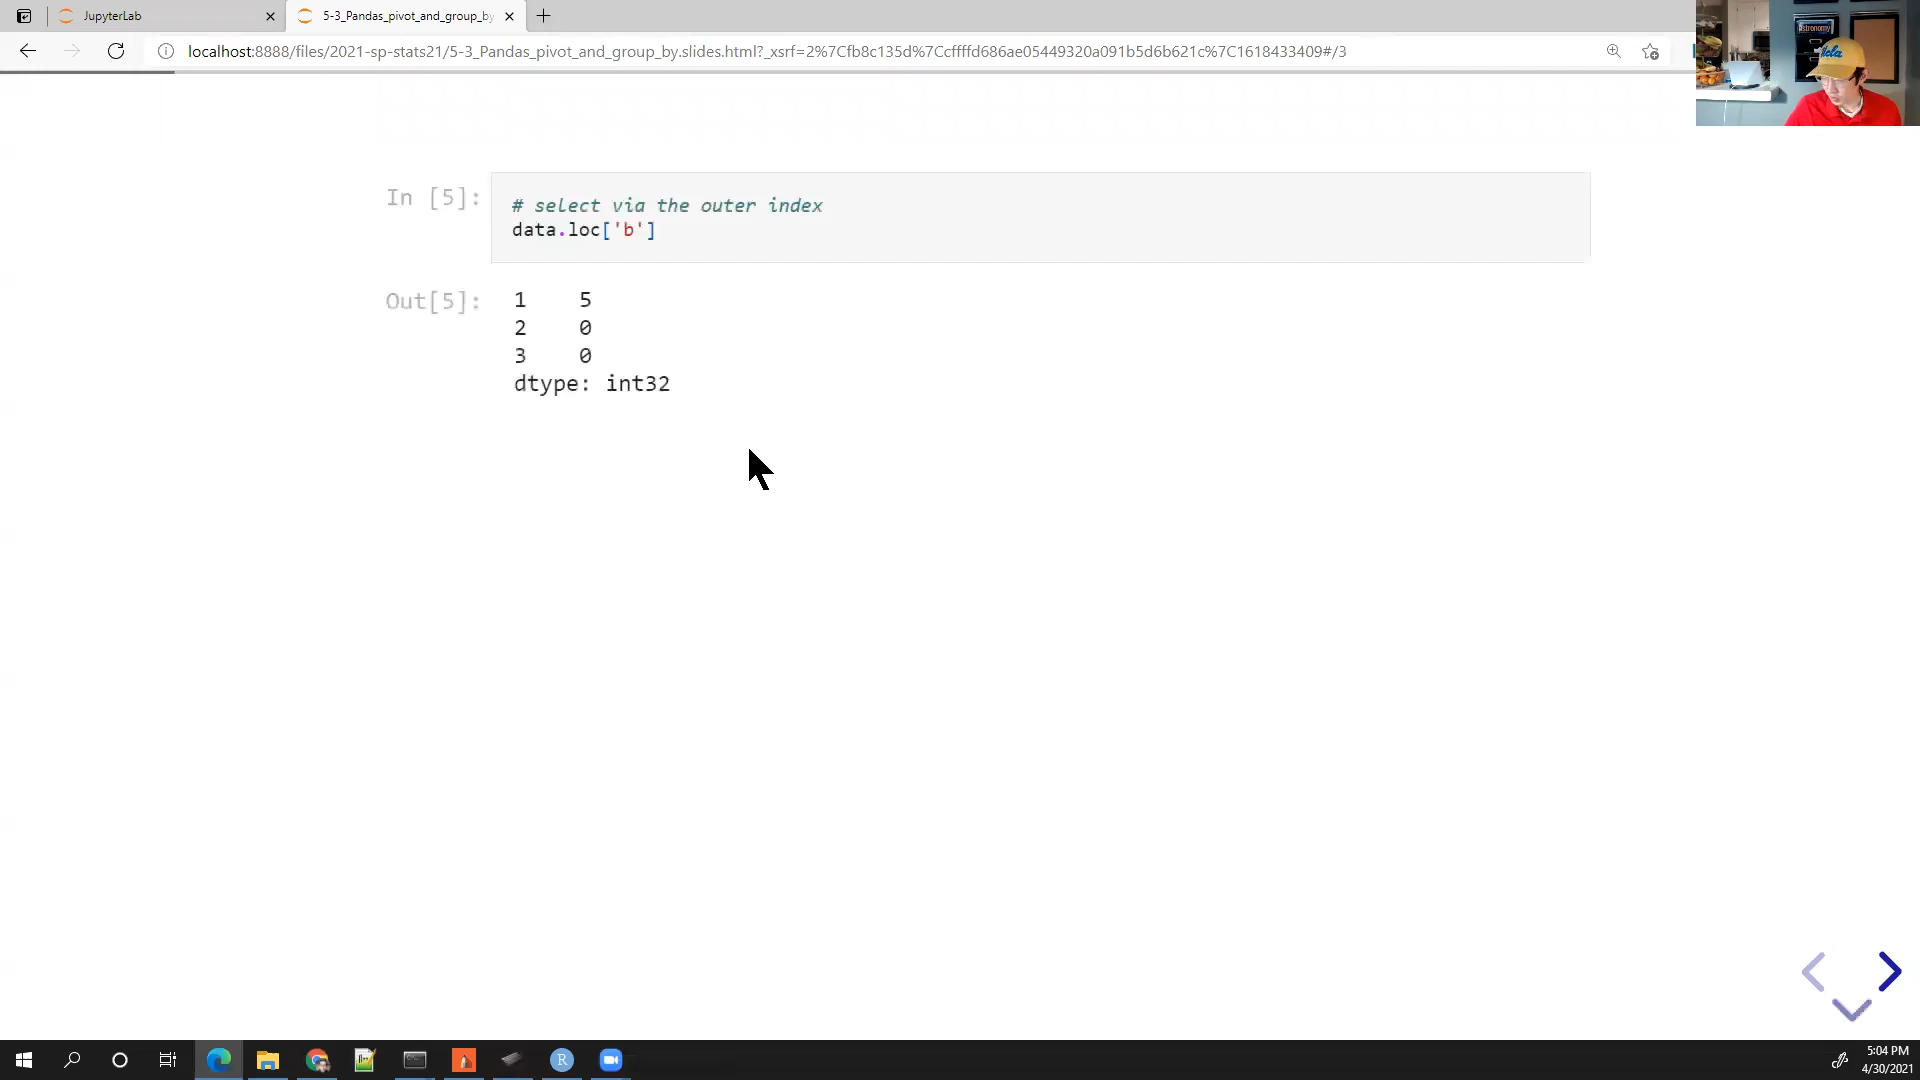 JupyterLab
5-3_Pandas_pivot_and_group_by
localhost:8888/files/2021-sp-stats21/5-3_Pandas_pivot_and_group_by.slides.html?_xsrf=2%7Cfb8c135d%7Ccffffd686ae05449320a091b5d6b621c%7C1618433409#/3
In [5]:
# select via the outer index
data.loc['b']
Out[5]:
1 5
2 0
3 0
dtype: int32
5:04 PM
4/30/2021